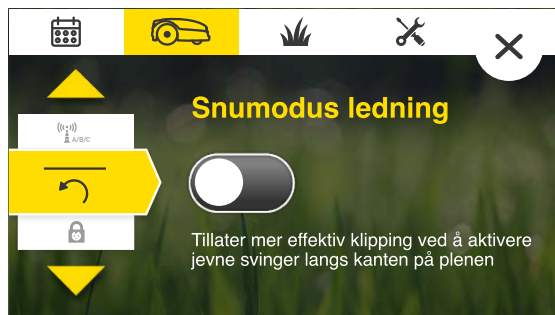 Snumodus ledning
A/B/C
Tillater mer effektiv klipping ved å aktivere
jevne svinger langs kanten på plenen